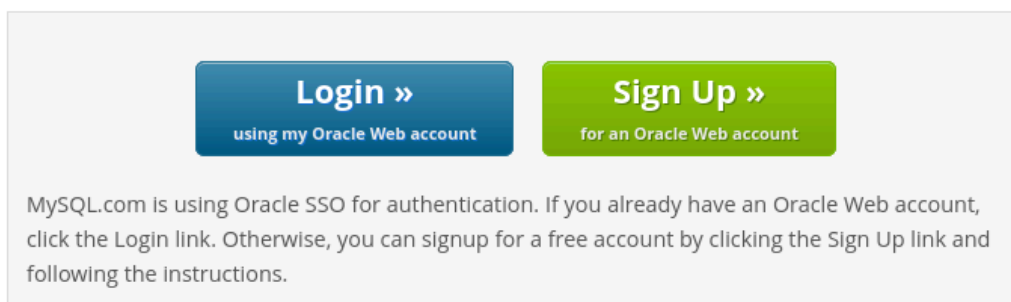 Login »
using my Oracle Web account
Sign Up »
for an Oracle Web account
MySQL.com is using Oracle SSO for authentication. If you already have an Oracle Web account,
click the Login link. Otherwise, you can signup for a free account by clicking the Sign Up link and
following the instructions.